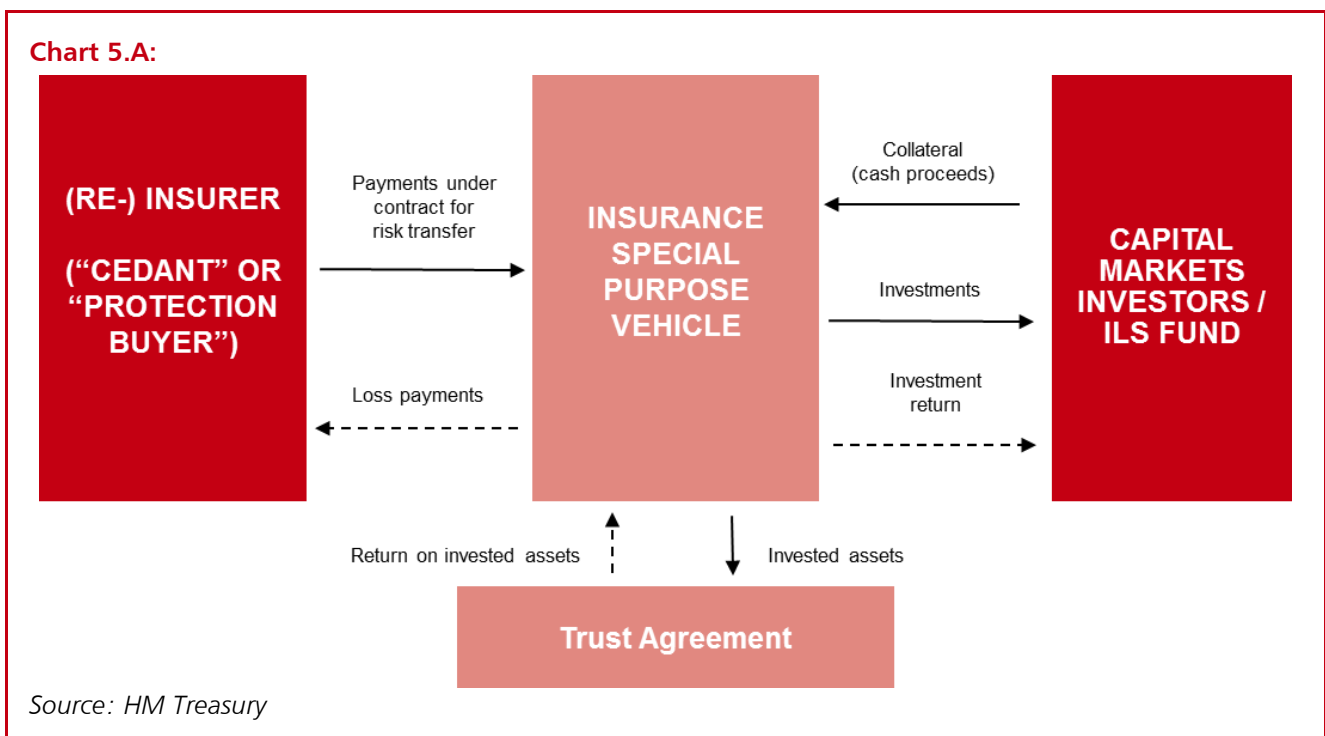 Chart 5.A:
(RE-) INSURER
(“CEDANT” OR
“PROTECTION
BUYER”)
Payments under
contract for
risk transfer
Loss payments
INSURANCE
SPECIAL
PURPOSE
VEHICLE
Collateral
(cash proceeds)
Investments
Investment
return
CAPITAL
MARKETS
INVESTORS /
ILS FUND
Return on invested assets
Invested assets
Trust Agreement
Source: HM Treasury